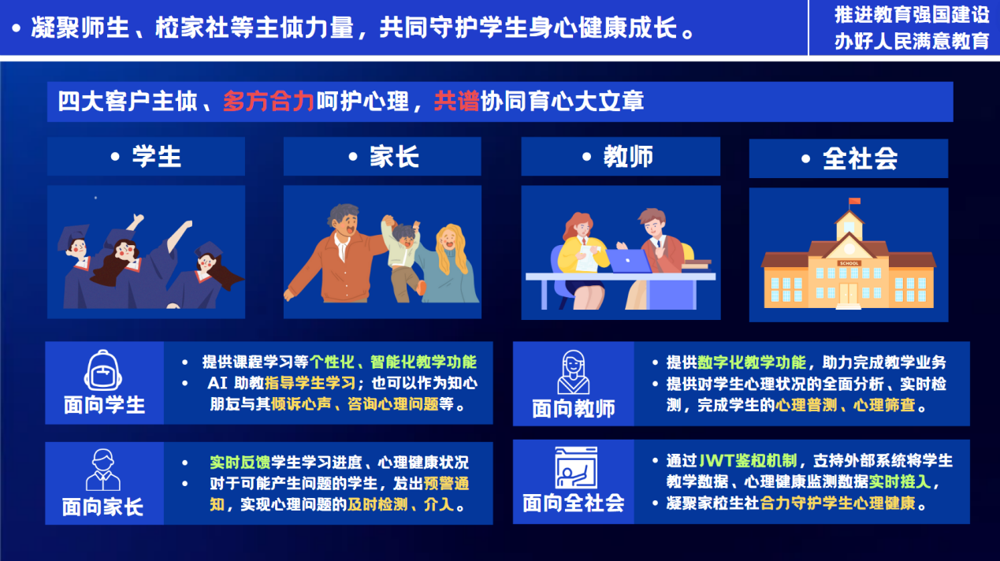 • 凝聚师生、校家社等主体力量，共同守护学生身心健康成长。
推进教育强国建设
办好人民满意教育
四大客户主体、多方合力呵护心理，共谱协同育心大文章
• 学生
• 家长
• 教师
• 全社会
SCHOOL
面向学生
• 提供课程学习等个性化、智能化教学功能
• AI 助教指导学生学习；也可以作为知心
朋友与其倾诉心声、咨询心理问题等。
面向教师
• 提供数字化教学功能，助力完成教学业务
• 提供对学生心理状况的全面分析、实时检
测，完成学生的心理普测、心理筛查。
面向家长
• 实时反馈学生学习进度、心理健康状况
• 对于可能产生问题的学生，发出预警通
知，实现心理问题的及时检测、介入。
面向全社会
• 通过JWT鉴权机制，支持外部系统将学生
教学数据、心理健康监测数据实时接入，
• 凝聚家校生社合力守护学生心理健康。